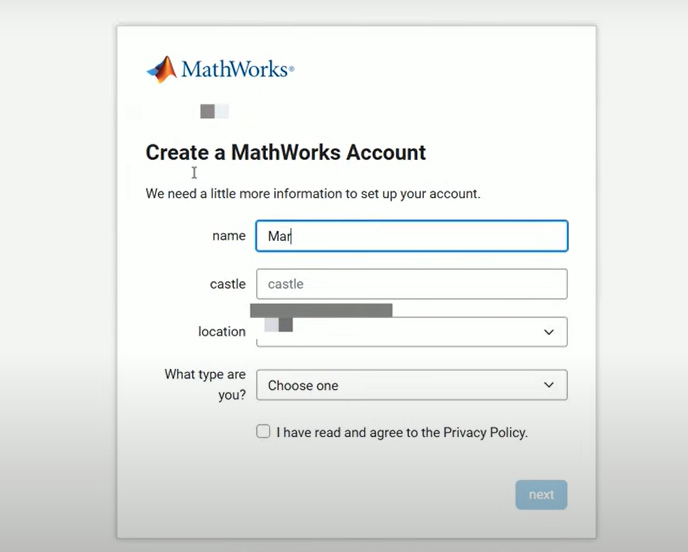 MathWorks®
Create a MathWorks Account
We need a little more information to set up your account.
name
Mar
castle
castle
location
What type are
you?
Choose one
I have read and agree to the Privacy Policy.
next